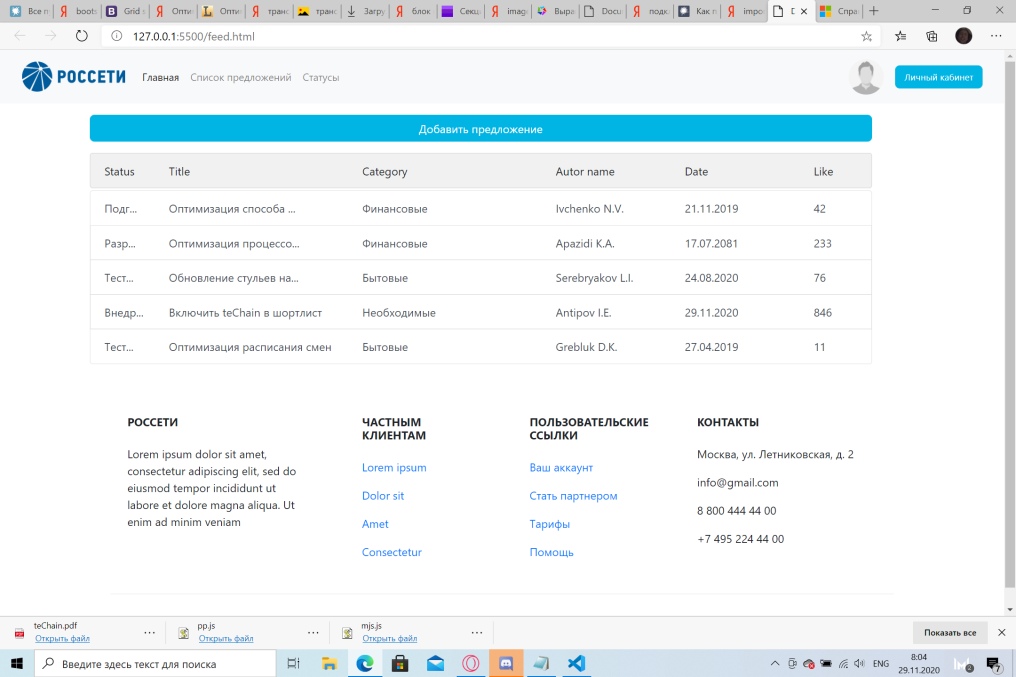 Все п
boots
Grid s
Опти
Опти
транс
транс
Загру
блок
Секц
imag
Выра
Docu
подк
Как п
impo
D
Спра
127.0.0.1:5500/feed.html
РОССЕТИ Главная Список предложений Статусы Личный кабинет
Добавить предложение
Status Title Category Autor name Date Like
Подг... Оптимизация способа ... Финансовые Ivchenko N.V. 21.11.2019 42
Разр... Оптимизация процессо... Финансовые Apazidi K.A. 17.07.2081 233
Тест... Обновление стульев на... Бытовые Serebryakov L.I. 24.08.2020 76
Внедр... Включить teChain в шортлист Необходимые Antipov I.E. 29.11.2020 846
Тест... Оптимизация расписания смен Бытовые Grebluk D.K. 27.04.2019 11
РОССЕТИ
Lorem ipsum dolor sit amet,
consectetur adipiscing elit, sed do
eiusmod tempor incididunt ut
labore et dolore magna aliqua. Ut
enim ad minim veniam
ЧАСТНЫМ
КЛИЕНТАМ
Lorem ipsum
Dolor sit
Amet
Consectetur
ПОЛЬЗОВАТЕЛЬСКИЕ
ССЫЛКИ
Ваш аккаунт
Стать партнером
Тарифы
Помощь
КОНТАКТЫ
Москва, ул. Летниковская, д. 2
info@gmail.com
8 800 444 44 00
+7 495 224 44 00
teChain.pdf
Открыть файл
pp.js
Открыть файл
mjs.js
Открыть файл
Показать все
Введите здесь текст для поиска
ENG
8:04
29.11.2020
7